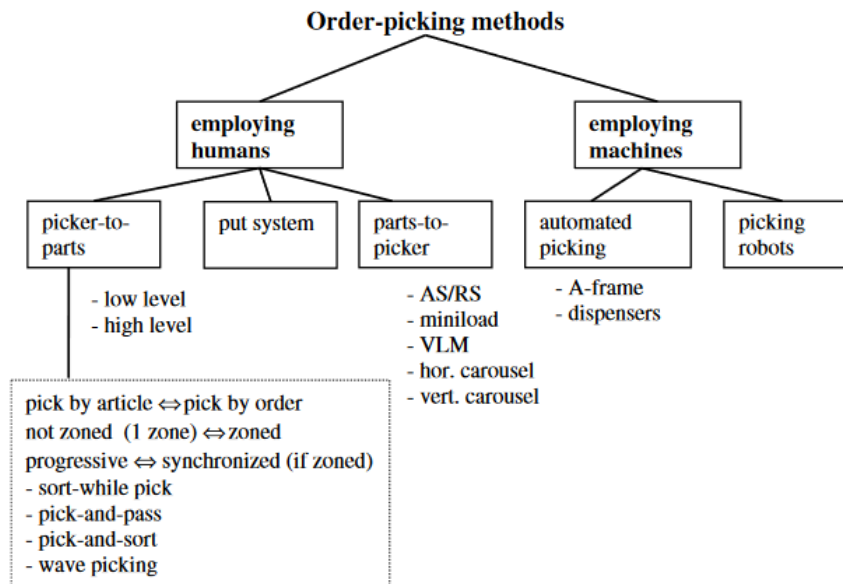 Order-picking methods
employing
humans
employing
machines
picker-to-
parts
put system
parts-to-
picker
automated
picking
picking
robots
- low level
- high level
- AS/RS
- miniload
- VLM
- hor. carousel
- vert. carousel
- A-frame
- dispensers
pick by article ⇔ pick by order
not zoned (1 zone) ⇔ zoned
progressive ⇔ synchronized (if zoned)
- sort-while pick
- pick-and-pass
- pick-and-sort
- wave picking